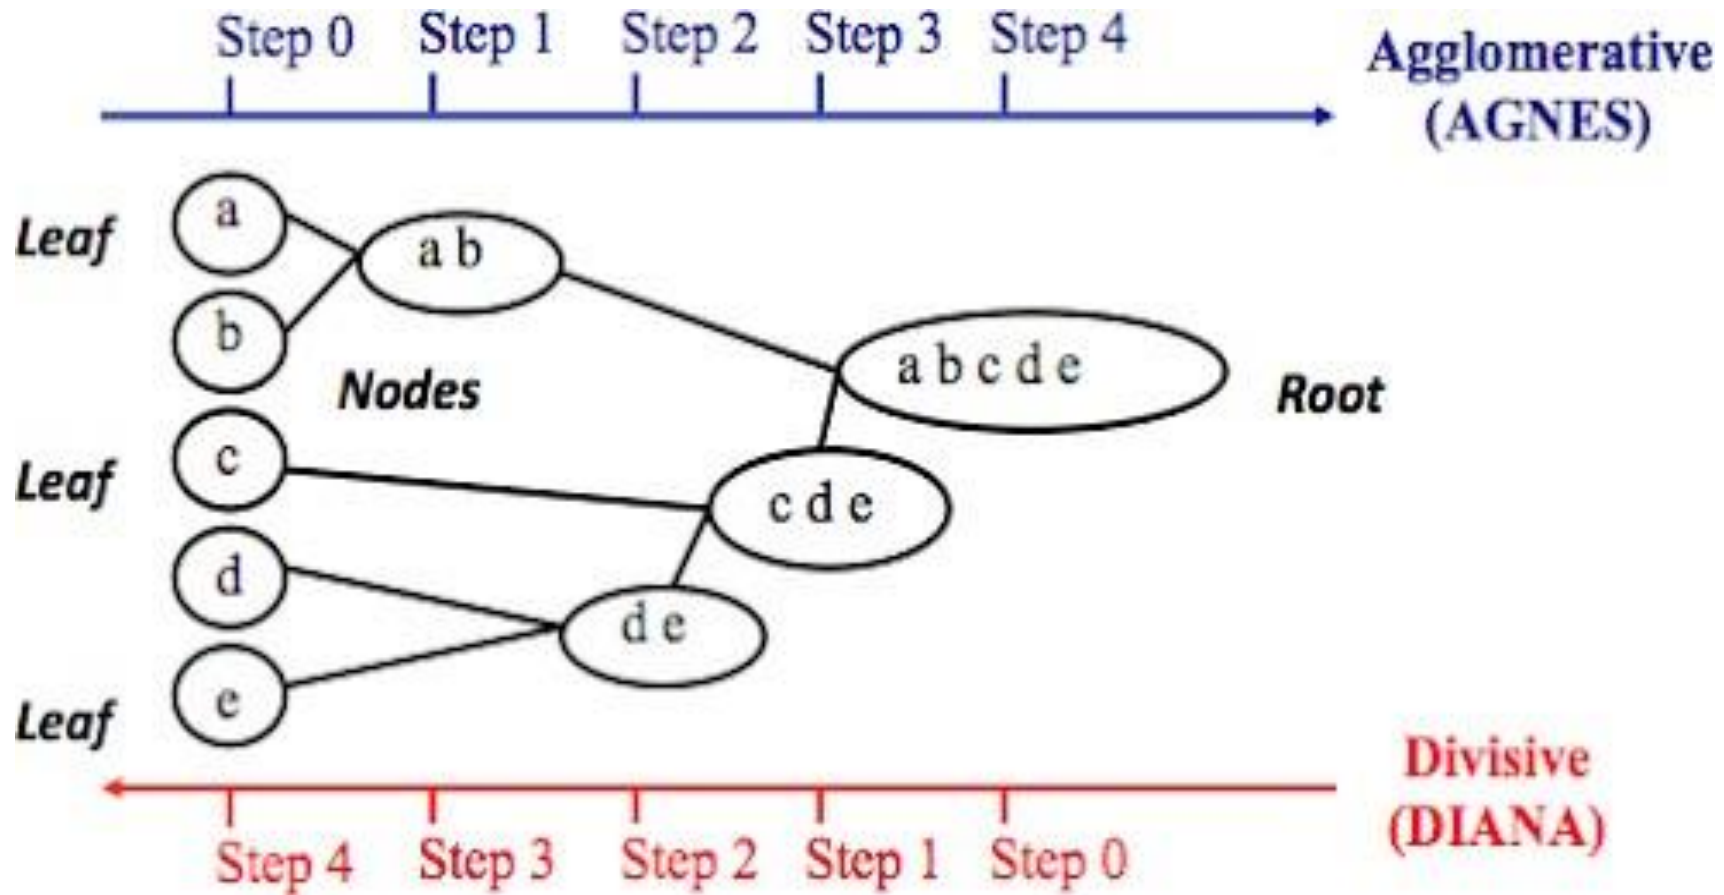 Step 0 Step 1 Step 2 Step 3 Step 4
Agglomerative
(AGNES)
Leaf
a
a b
b
Nodes
a b c d e
Root
Leaf
c
c d e
d
d e
Leaf
e
Divisive
(DIANA)
Step 4 Step 3 Step 2 Step 1 Step 0